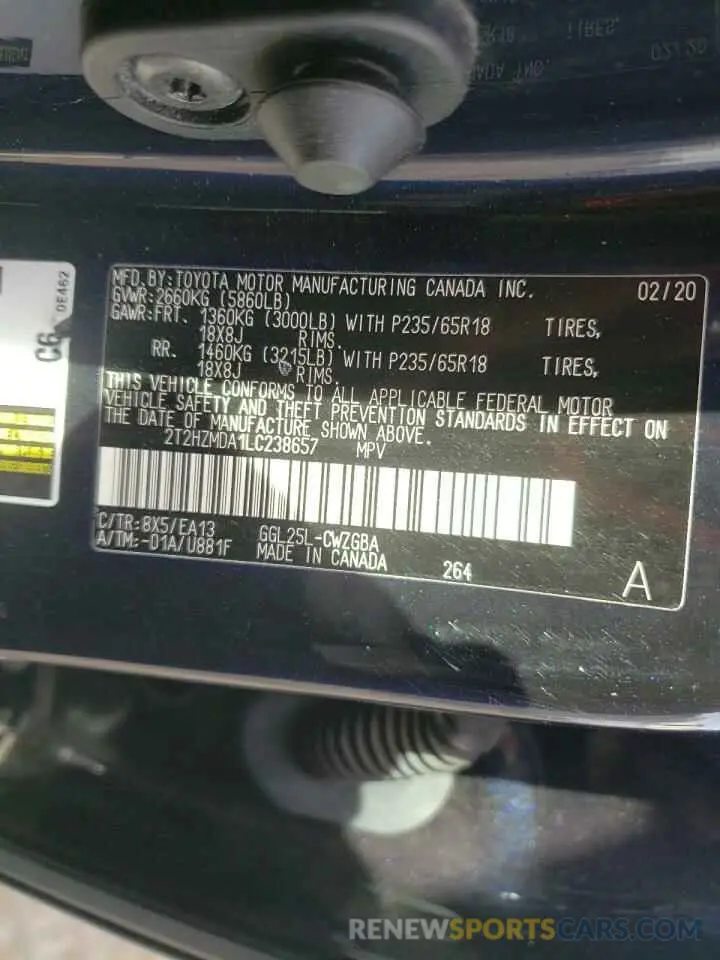 MFD.BY:TOYOTA MOTOR MANUFACTURING CANADA INC. 02/20
GVWR:2660KG (5860LB)
GAWR:FRT. 1360KG (3000LB) WITH P235/65R18 TIRES,
18X8J RIMS.
RR. 1460KG (3215LB) WITH P235/65R18 TIRES,
18X8J RIMS.
THIS VEHICLE CONFORMS TO ALL APPLICABLE FEDERAL MOTOR
VEHICLE SAFETY AND THEFT PREVENTION STANDARDS IN EFFECT ON
THE DATE OF MANUFACTURE SHOWN ABOVE.
2T2HZMDA1LC238657 MPV
C/TR:8X5/EA13 GGL25L-CWZGBA
A/TM:-01A/U881F MADE IN CANADA 264 A
C6 0E462
RENEWSPORTSCARS.COM